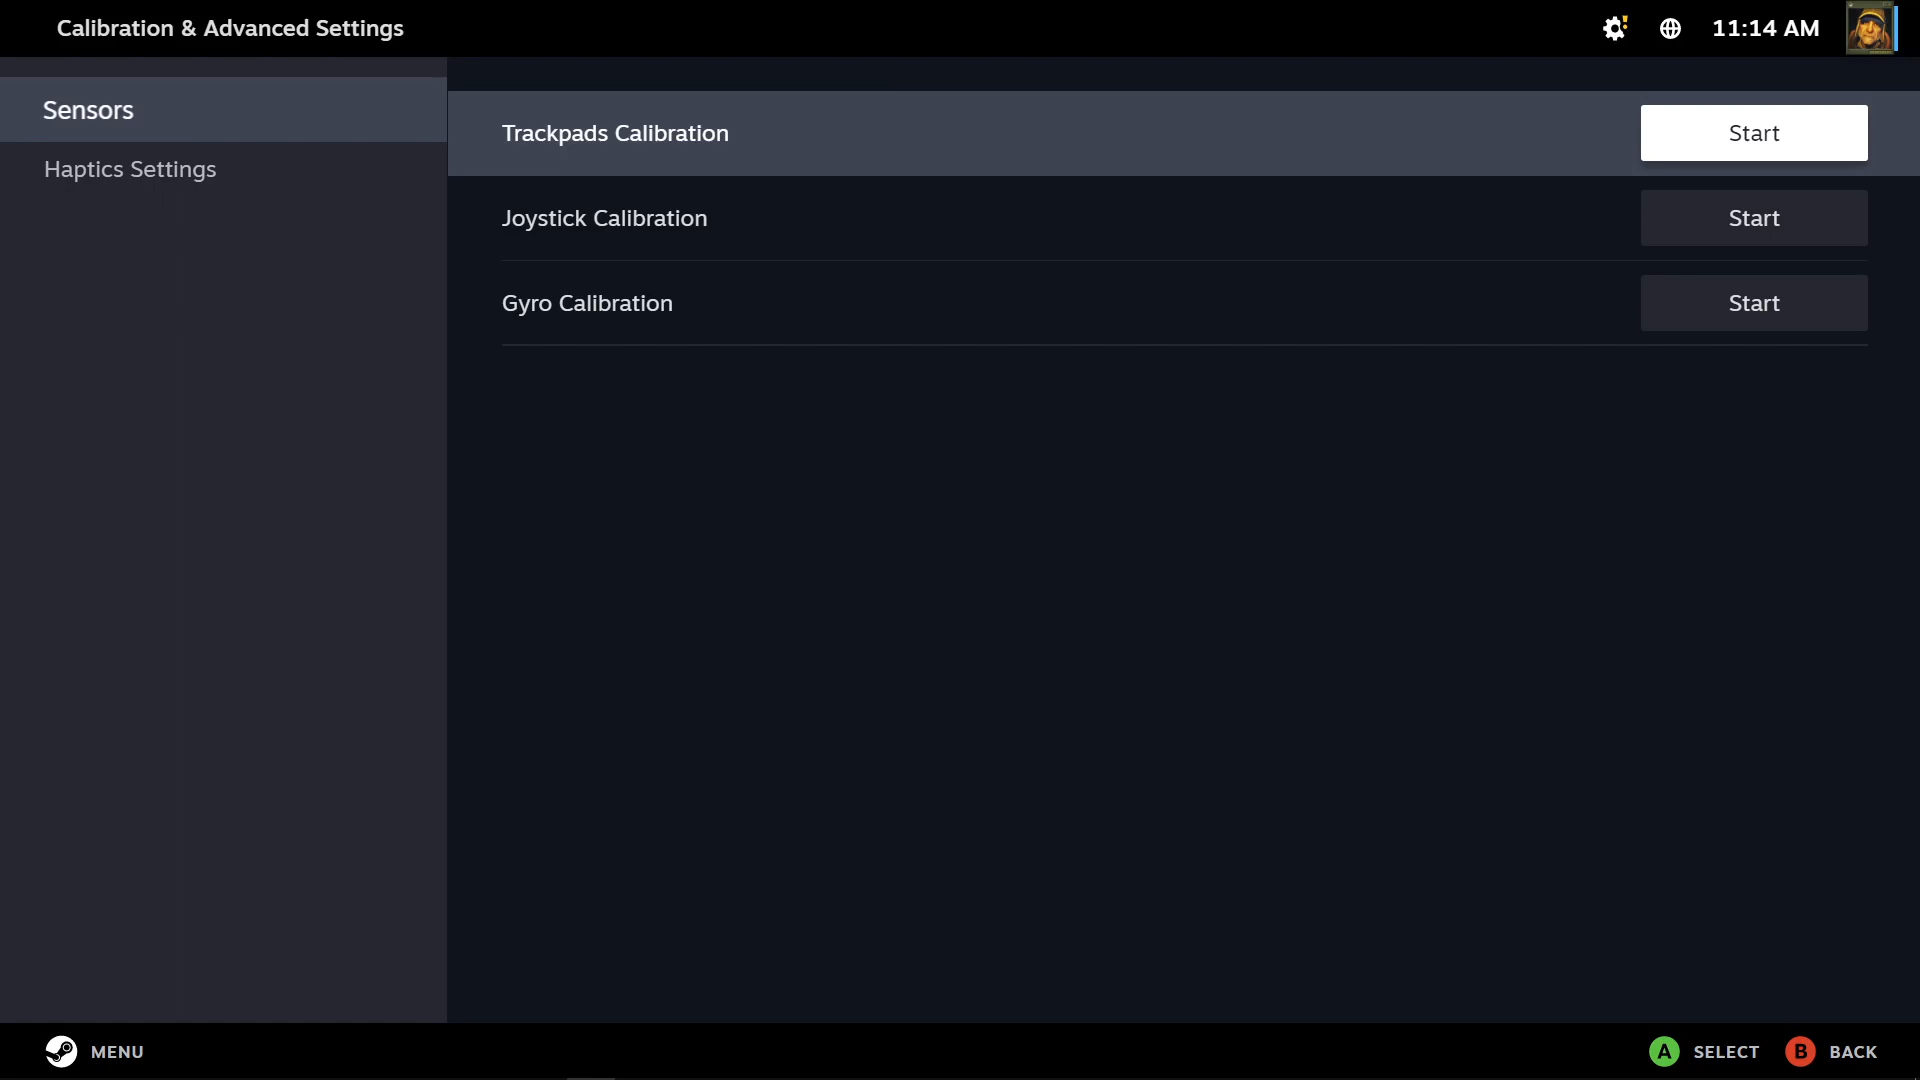 Calibration & Advanced Settings
11:14 AM
Sensors
Haptics Settings
Trackpads Calibration
Start
Joystick Calibration
Start
Gyro Calibration
Start
MENU
A SELECT B BACK